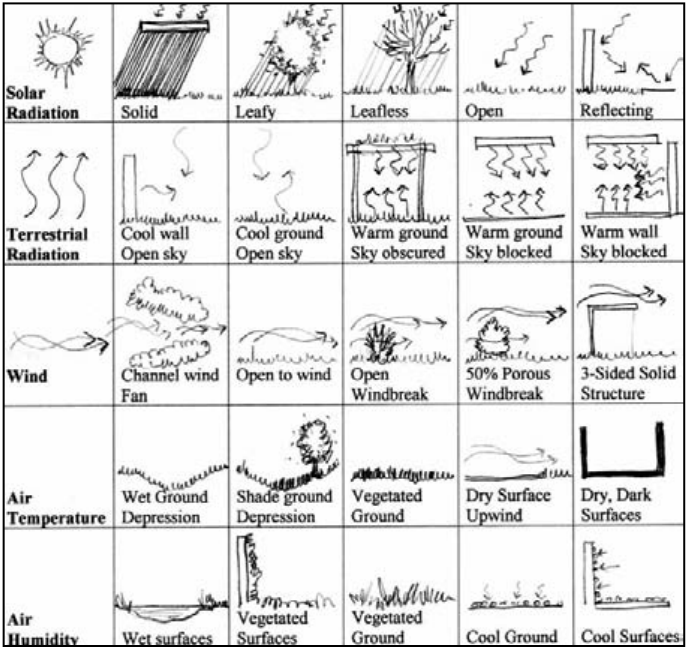 Solar
Radiation
Solid
Leafy
Leafless
Open
Reflecting
Terrestrial
Radiation
Cool wall
Open sky
Cool ground
Open sky
Warm ground
Sky obscured
Warm ground
Sky blocked
Warm wall
Sky blocked
Wind
Channel wind
Fan
Open to wind
Open
Windbreak
50% Porous
Windbreak
3-Sided Solid
Structure
Air
Temperature
Wet Ground
Depression
Shade ground
Depression
Vegetated
Ground
Dry Surface
Upwind
Dry, Dark
Surfaces
Air
Humidity
Wet surfaces
Vegetated
Surfaces
Vegetated
Ground
Cool Ground
Cool Surfaces